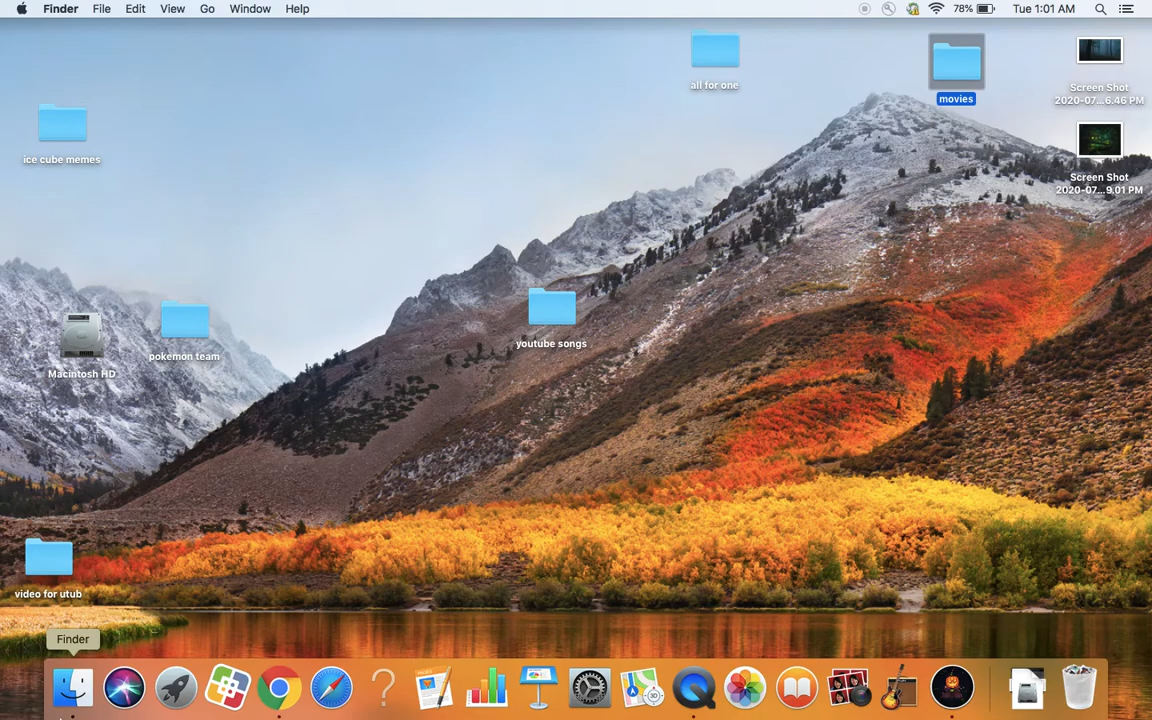 Finder File Edit View Go Window Help 78% Tue 1:01 AM
all for one
movies
Screen Shot
2020-07...6.46 PM
ice cube memes
Screen Shot
2020-07...9.01 PM
youtube songs
pokemon team
Macintosh HD
video for utub
Finder